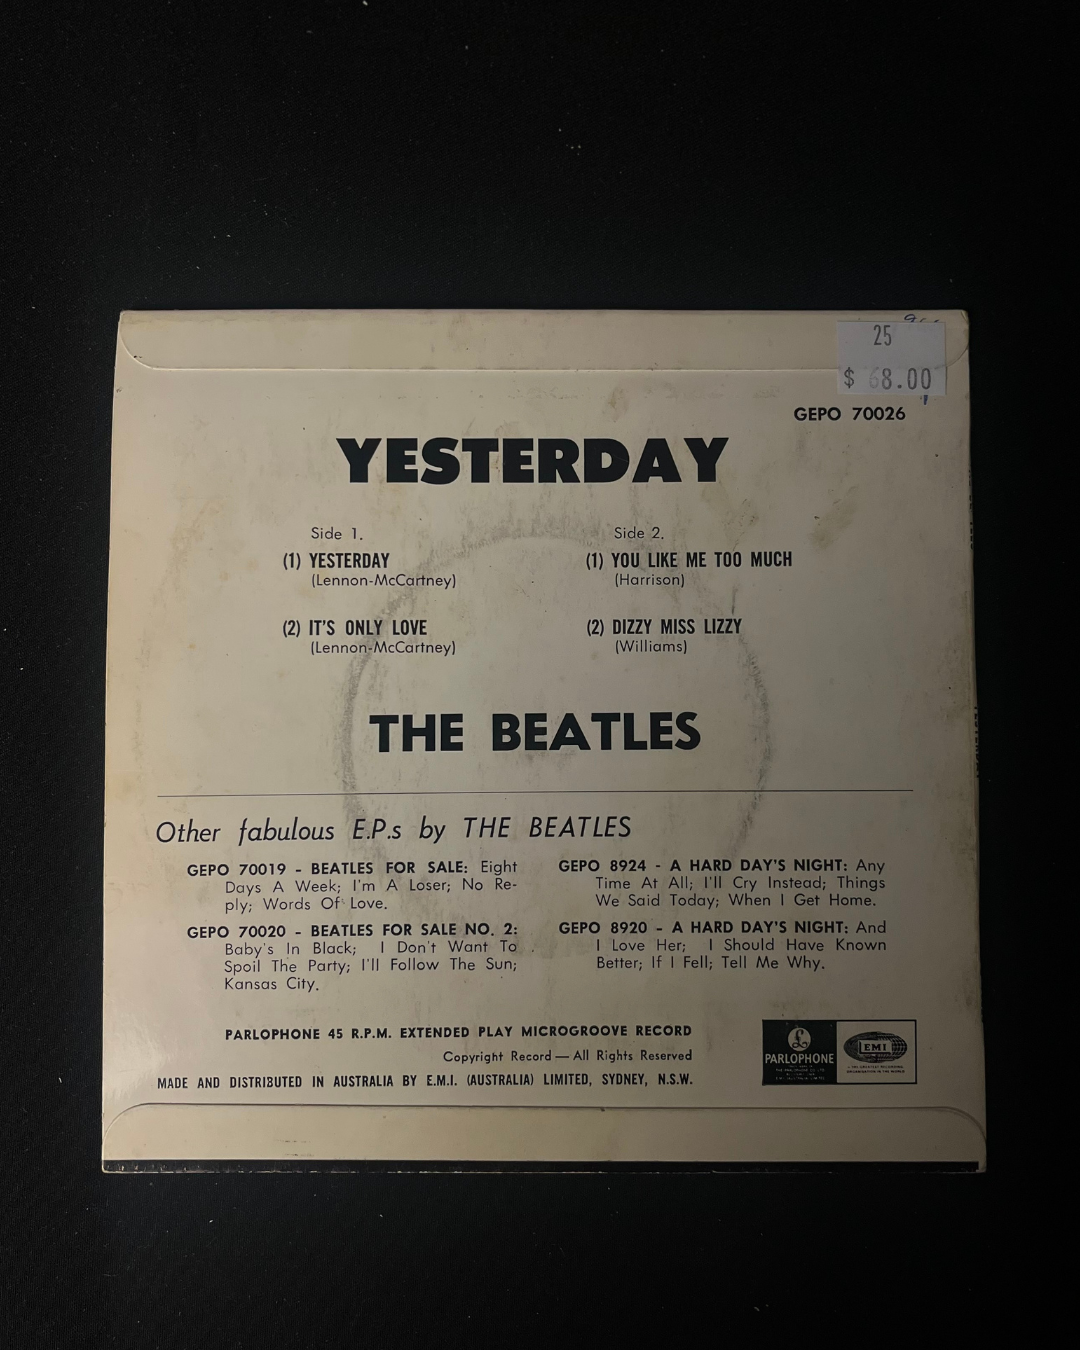 25
$ 68.00
GEPO 70026
YESTERDAY
Side 1.
(1) YESTERDAY
(Lennon-McCartney)
(2) IT'S ONLY LOVE
(Lennon-McCartney)
Side 2.
(1) YOU LIKE ME TOO MUCH
(Harrison)
(2) DIZZY MISS LIZZY
(Williams)
THE BEATLES
Other fabulous E.P.s by THE BEATLES
GEPO 70019 - BEATLES FOR SALE: Eight
Days A Week; I'm A Loser; No Re-
ply; Words Of Love.
GEPO 70020 - BEATLES FOR SALE NO. 2:
Baby's In Black; I Don't Want To
Spoil The Party; I'll Follow The Sun;
Kansas City.
GEPO 8924 - A HARD DAY'S NIGHT: Any
Time At All; I'll Cry Instead; Things
We Said Today; When I Get Home.
GEPO 8920 - A HARD DAY'S NIGHT: And
I Love Her; I Should Have Known
Better; If I Fell; Tell Me Why.
PARLOPHONE 45 R.P.M. EXTENDED PLAY MICROGROOVE RECORD
Copyright Record — All Rights Reserved
MADE AND DISTRIBUTED IN AUSTRALIA BY E.M.I. (AUSTRALIA) LIMITED, SYDNEY, N.S.W.
PARLOPHONE
EMI